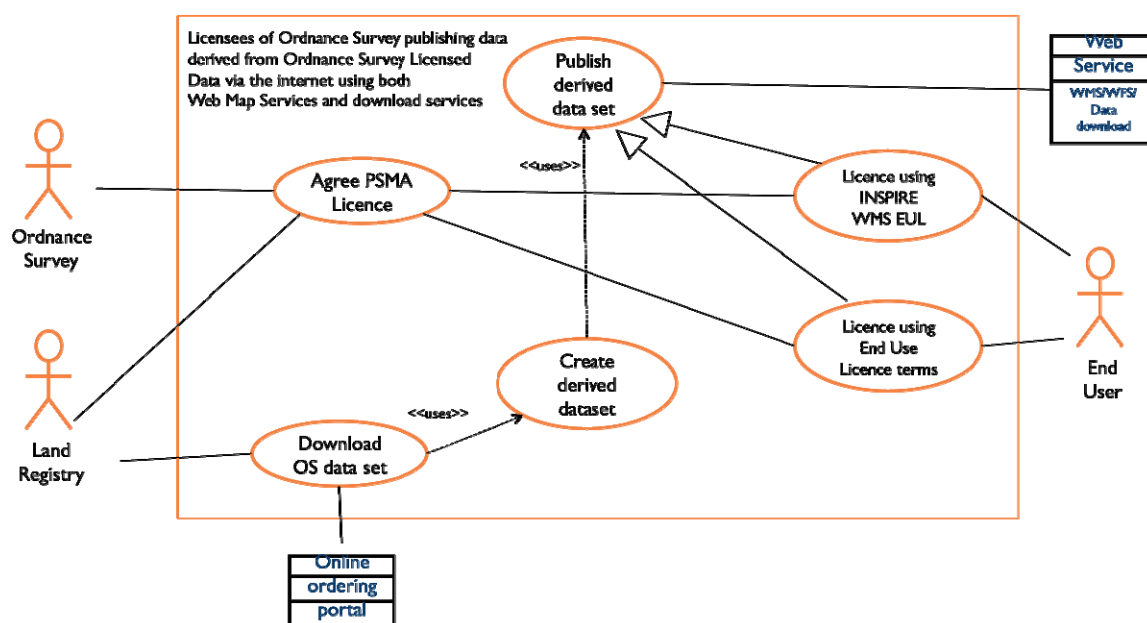 Licensees of Ordnance Survey publishing data
derived from Ordnance Survey Licensed
Data via the internet using both
Web Map Services and download services
Publish
derived
data set
Web
Service
WMS/WFS/
Data
download
<<uses>>
Agree PSMA
Licence
Licence using
INSPIRE
WMS EUL
Ordnance
Survey
Licence using
End Use
Licence terms
End
User
Create
derived
dataset
<<uses>>
Land
Registry
Download
OS data set
Online
ordering
portal